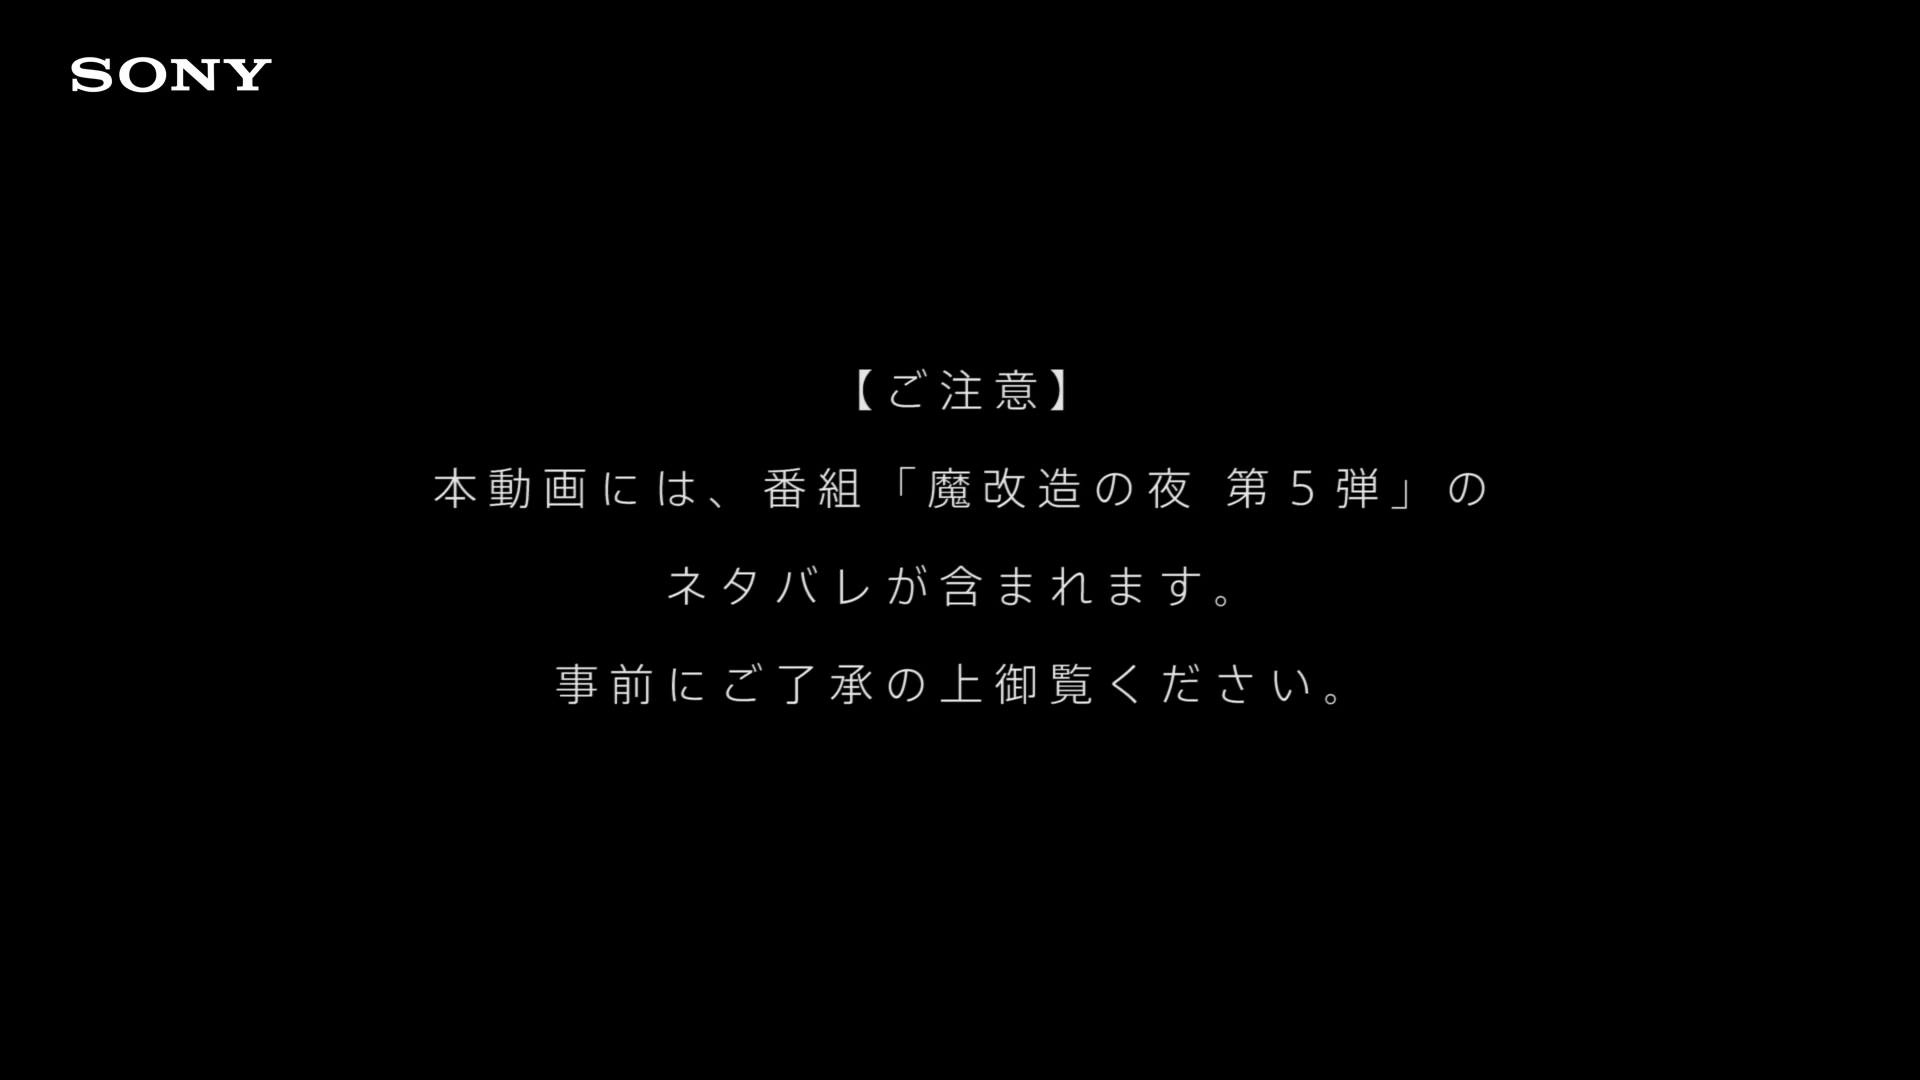 SONY
【ご注意】
本動画には、番組「魔改造の夜 第５弾」の
ネタバレが含まれます。
事前にご了承の上御覧ください。